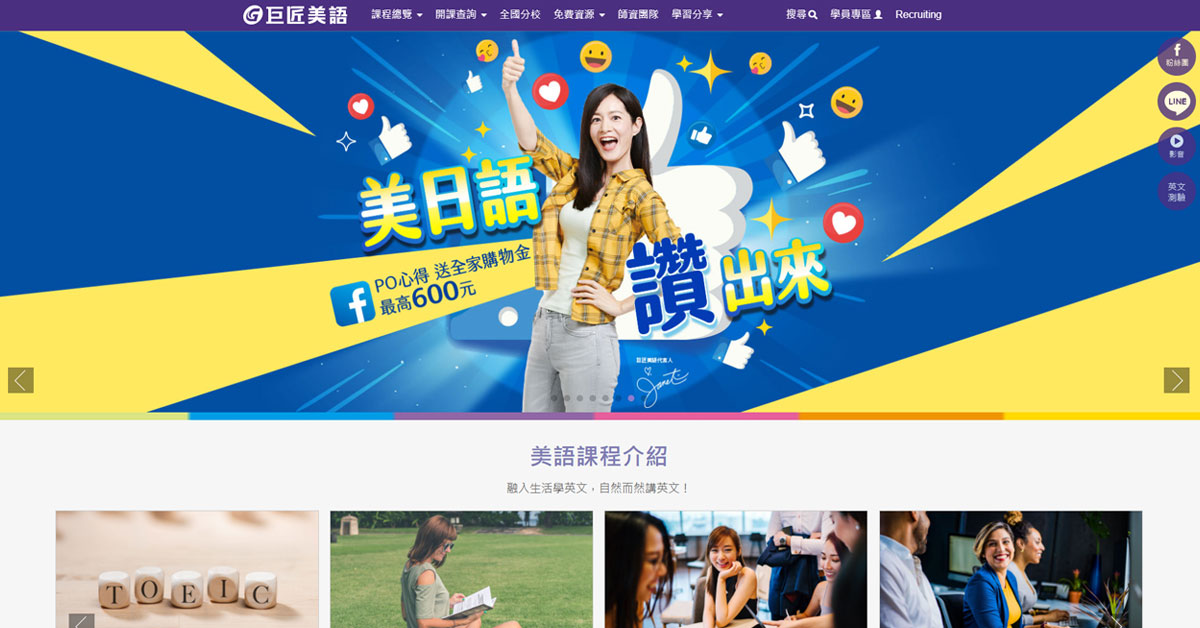 巨匠美語
課程總覽 開課查詢 全國分校 免費資源 師資團隊 學習分享 搜尋 學員專區 Recruiting
粉絲團
LINE
影音
英文
測驗
美日語
PO心得 送全家購物金
最高600元
讚出來
巨匠美語代言人
Janet
美語課程介紹
融入生活學英文，自然而然講英文！
TOEIC